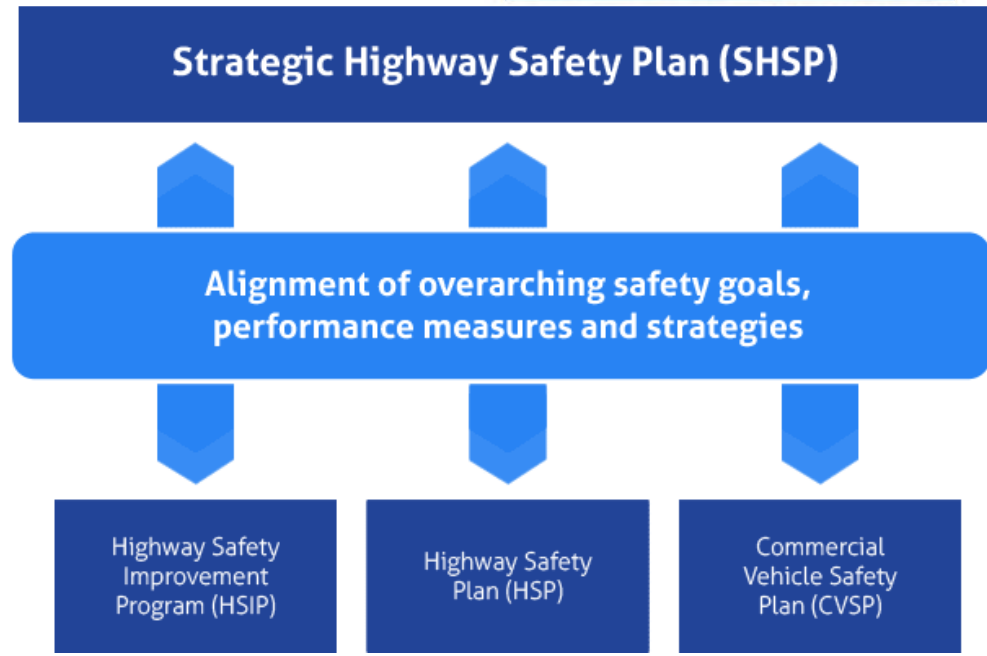 Strategic Highway Safety Plan (SHSP)
Alignment of overarching safety goals,
performance measures and strategies
Highway Safety
Improvement
Program (HSIP)
Highway Safety
Plan (HSP)
Commercial
Vehicle Safety
Plan (CVSP)